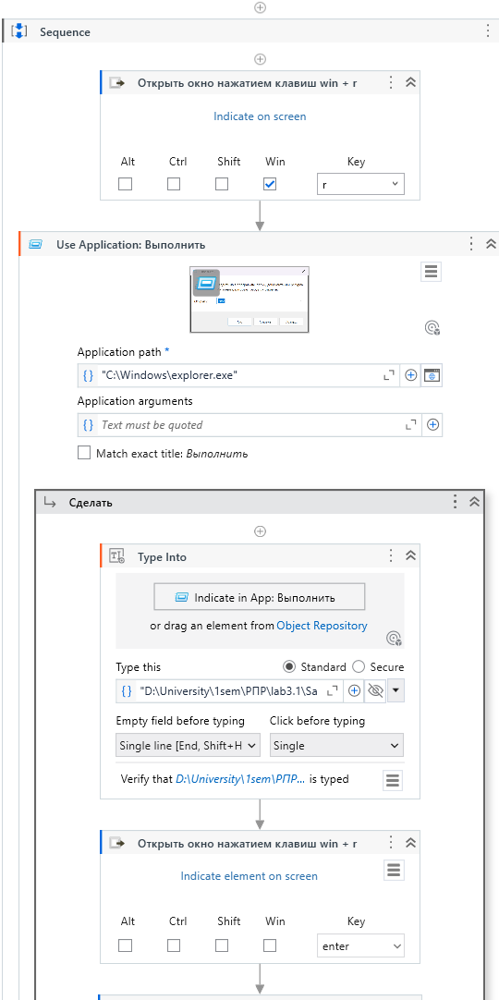 Sequence
Открыть окно нажатием клавиш win + r
Indicate on screen
Alt Ctrl Shift Win Key
r
Use Application: Выполнить
Application path *
"C:\Windows\explorer.exe"
Application arguments
Text must be quoted
Match exact title: Выполнить
Сделать
Type Into
Indicate in App: Выполнить
or drag an element from Object Repository
Type this Standard Secure
"D:\University\1sem\РПР\lab3.1\Sa
Empty field before typing Click before typing
Single line [End, Shift+H Single
Verify that D:\University\1sem\РПР... is typed
Открыть окно нажатием клавиш win + r
Indicate element on screen
Alt Ctrl Shift Win Key
enter